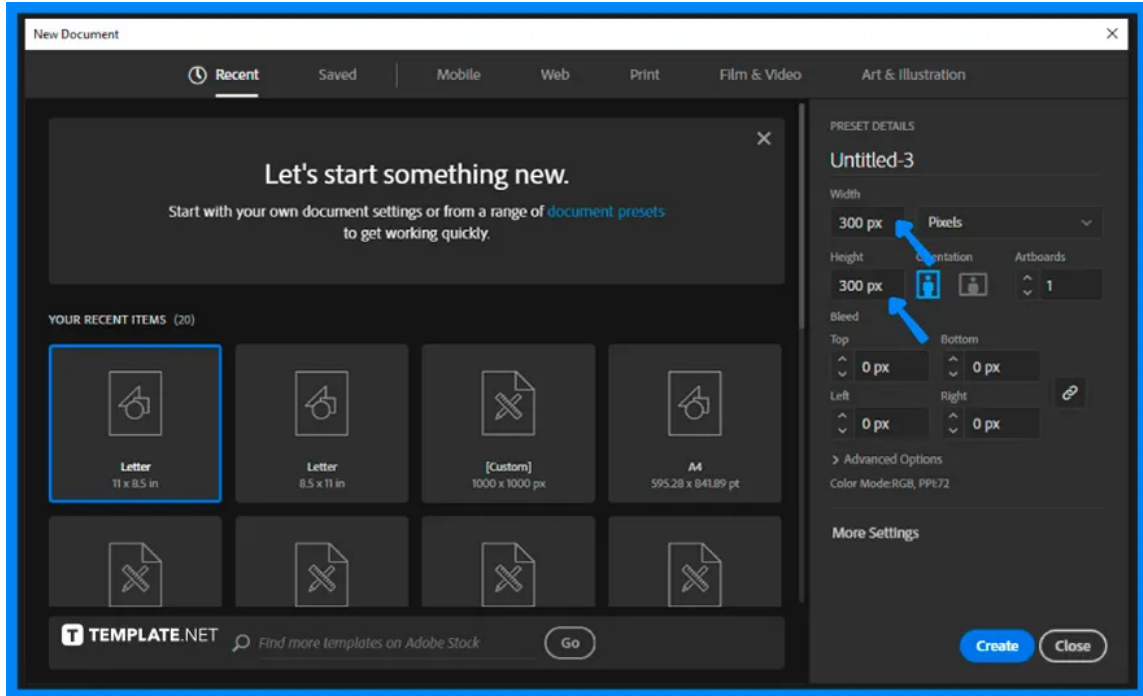 New Document
Recent Saved Mobile Web Print Film & Video Art & Illustration
Let's start something new.
Start with your own document settings or from a range of document presets
to get working quickly.
YOUR RECENT ITEMS (20)
Letter
11 x 8.5 in
Letter
8.5 x 11 in
[Custom]
1000 x 1000 px
A4
595.28 x 841.89 pt
TEMPLATE.NET
Find more templates on Adobe Stock
Go
PRESET DETAILS
Untitled-3
Width
300 px Pixels
Height Artboards
300 px 1
Bleed
Top Bottom
0 px 0 px
Left Right
0 px 0 px
Advanced Options
Color Mode:RGB, PPI:72
More Settings
Create Close